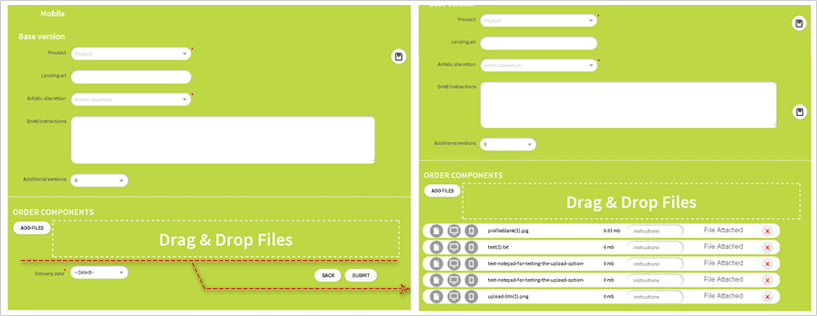 Mobile
Base version
Product
Product
Landing url
Artistic discretion
Artistic Discretion
Brief/instructions
Additional versions
0
ORDER COMPONENTS
ADD FILES
Drag & Drop Files
Delivery date
--Select--
BACK
SUBMIT
Base version
Product
Product
Landing url
Artistic discretion
Artistic Discretion
Brief/instructions
Additional versions
0
ORDER COMPONENTS
ADD FILES
Drag & Drop Files
profileBlank(3).jpg 0.01 mb instructions File Attached X
test(3).txt 0 mb instructions File Attached X
test-notepad-for-testing-the-upload-option- 0 mb instructions File Attached X
test-notepad-for-testing-the-upload-option- 0 mb instructions File Attached X
upload-btn(3).png 0 mb instructions File Attached X